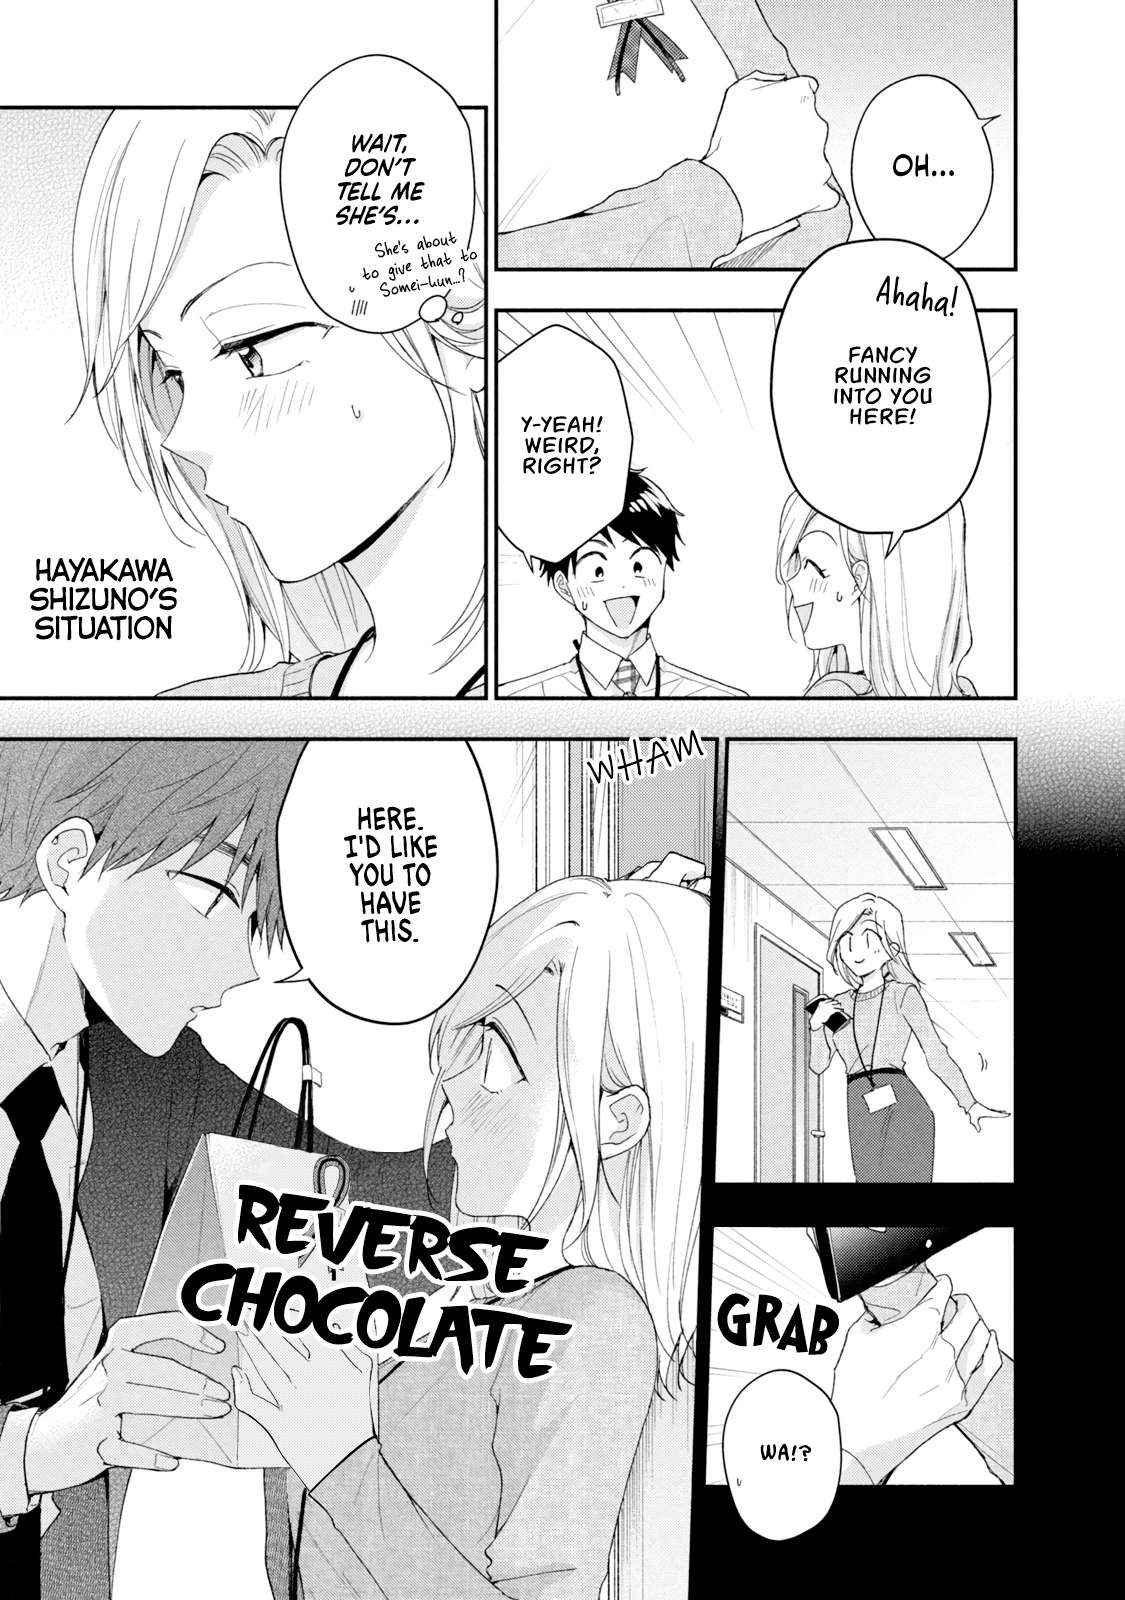 OH...
Ahaha!
FANCY
RUNNING
INTO YOU
HERE!
Y-YEAH!
WEIRD,
RIGHT?
WAIT,
DON'T
TELL ME
SHE'S...
She's about
to give that to
Somei-kun...?
HAYAKAWA
SHIZUNO'S
SITUATION
GRAB
WA!?
WHAM
HERE.
I'D LIKE
YOU TO
HAVE
THIS.
REVERSE
CHOCOLATE